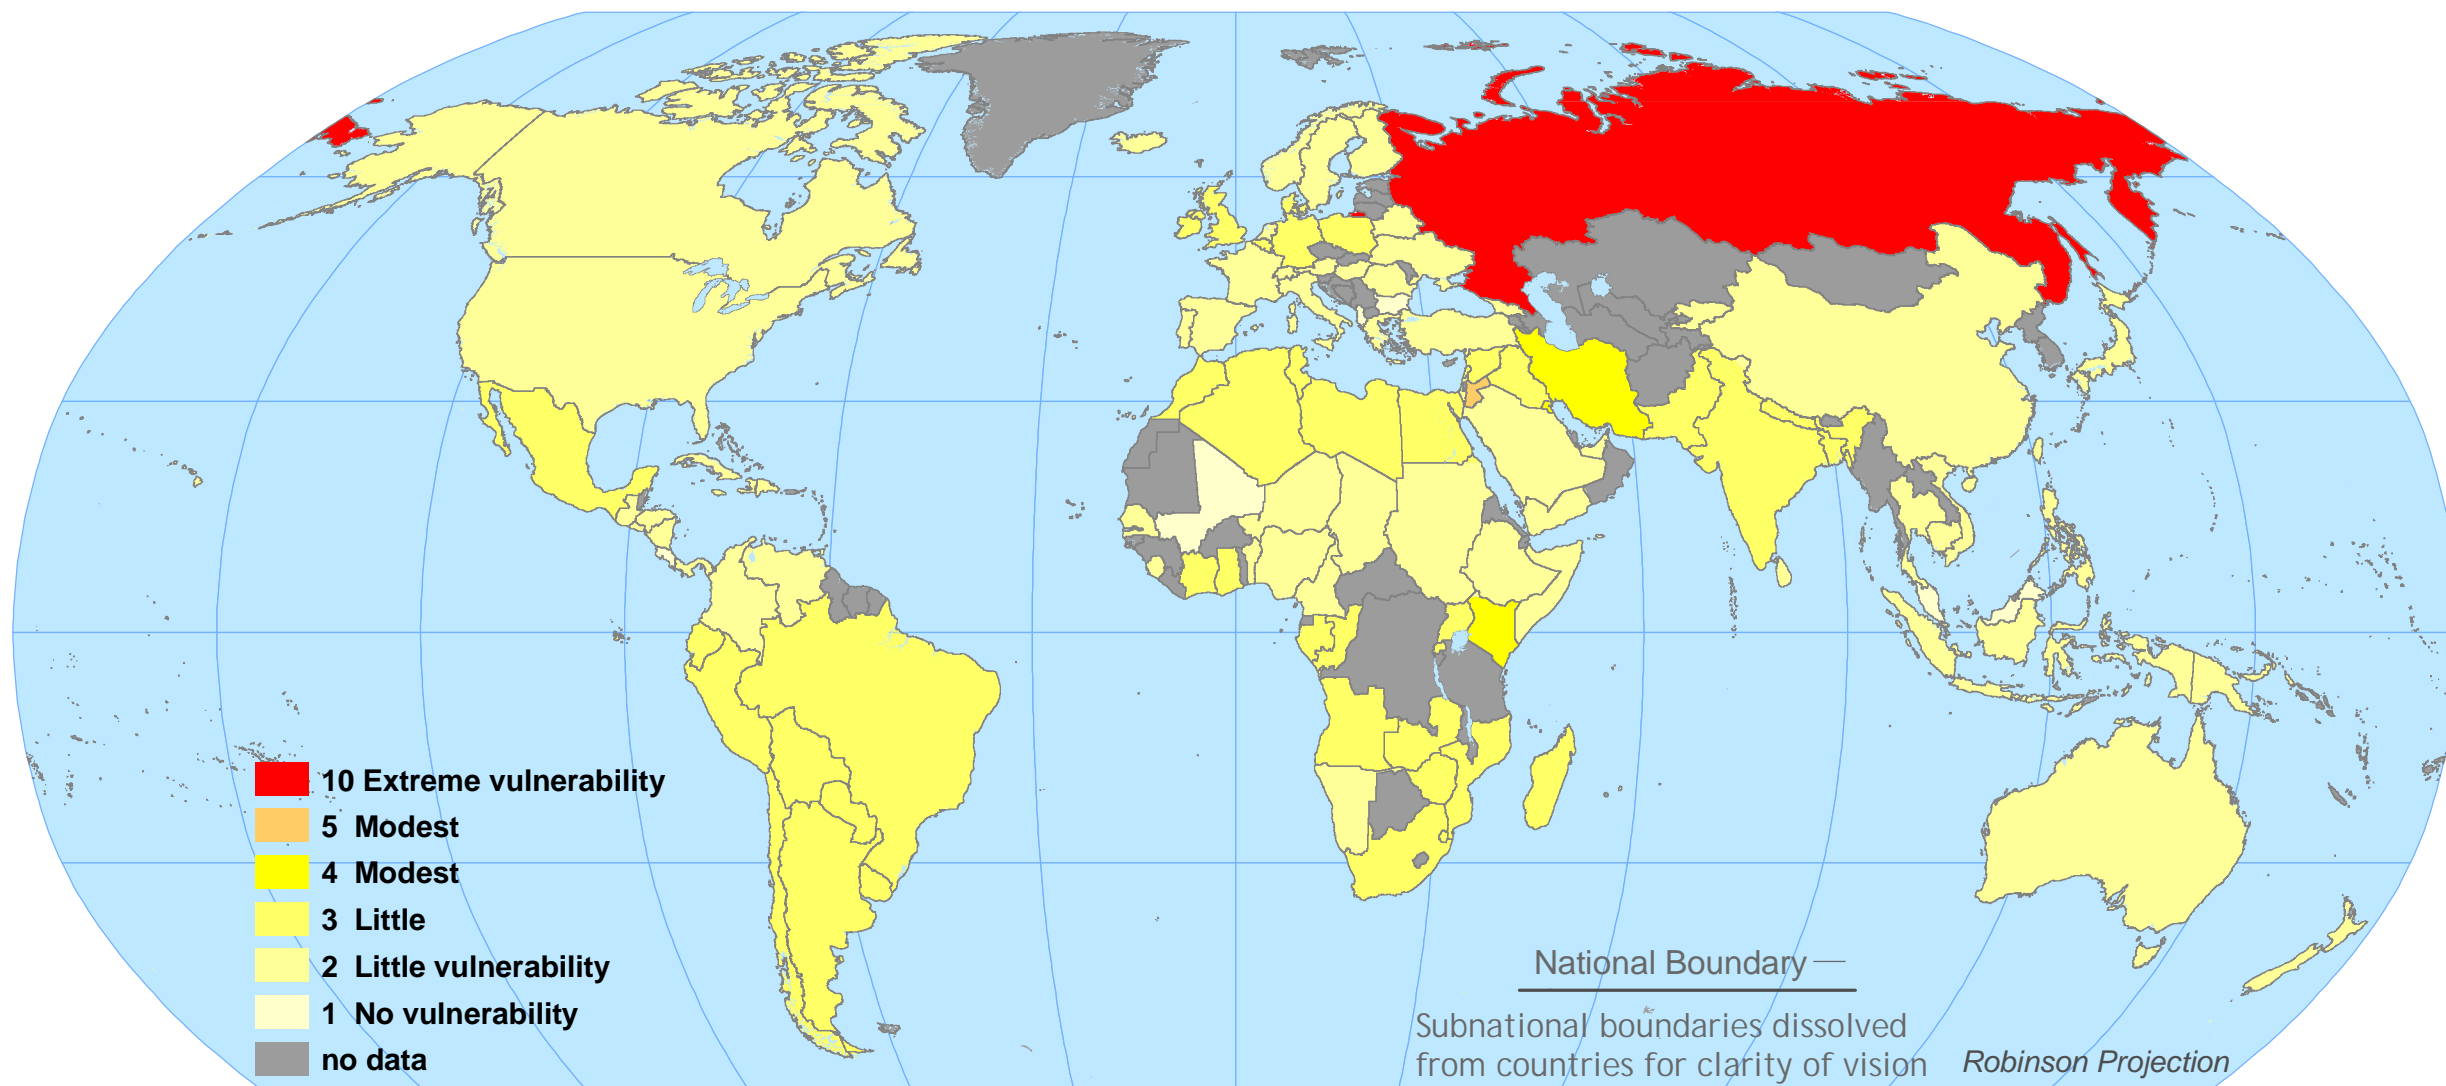 10 Extreme vulnerability
5 Modest
4 Modest
3 Little
2 Little vulnerability
1 No vulnerability
no data
National Boundary
Subnational boundaries dissolved
from countries for clarity of vision
Robinson Projection